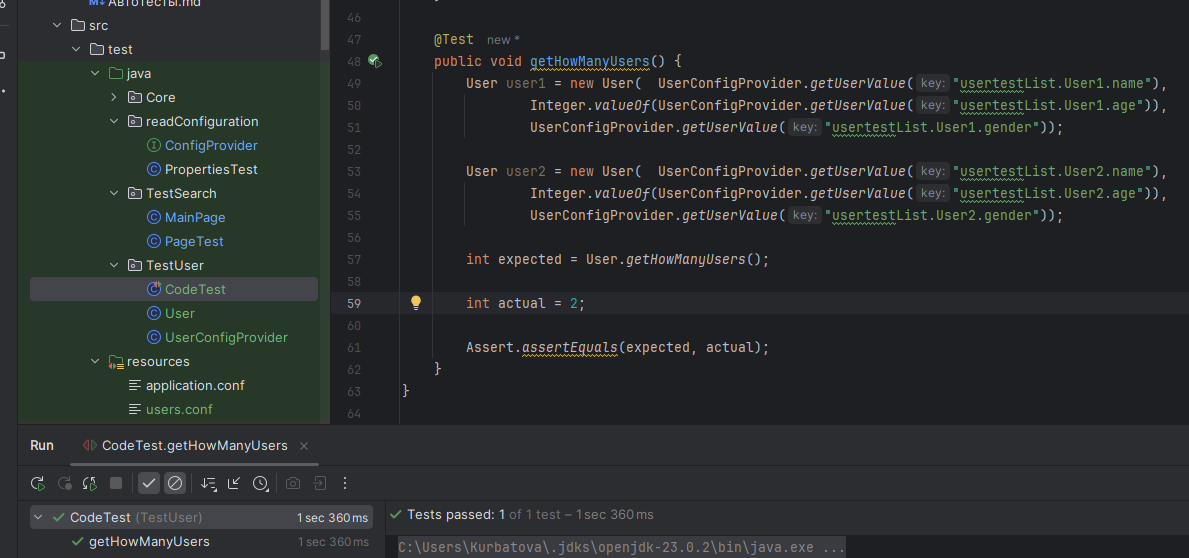 АвтоТесты.md
src
test
java
Core
readConfiguration
ConfigProvider
PropertiesTest
TestSearch
MainPage
PageTest
TestUser
CodeTest
User
UserConfigProvider
resources
application.conf
users.conf
46
47 @Test new *
48 public void getHowManyUsers() {
49 User user1 = new User( UserConfigProvider.getUserValue( key: "usertestList.User1.name"),
50 Integer.valueOf(UserConfigProvider.getUserValue( key: "usertestList.User1.age")),
51 UserConfigProvider.getUserValue( key: "usertestList.User1.gender"));
52
53 User user2 = new User( UserConfigProvider.getUserValue( key: "usertestList.User2.name"),
54 Integer.valueOf(UserConfigProvider.getUserValue( key: "usertestList.User2.age")),
55 UserConfigProvider.getUserValue( key: "usertestList.User2.gender"));
56
57 int expected = User.getHowManyUsers();
58
59 int actual = 2;
60
61 Assert.assertEquals(expected, actual);
62 }
63 }
64
Run CodeTest.getHowManyUsers
CodeTest (TestUser) 1 sec 360 ms
getHowManyUsers 1 sec 360 ms
Tests passed: 1 of 1 test – 1 sec 360 ms
C:\Users\Kurbatova\.jdks\openjdk-23.0.2\bin\java.exe ...